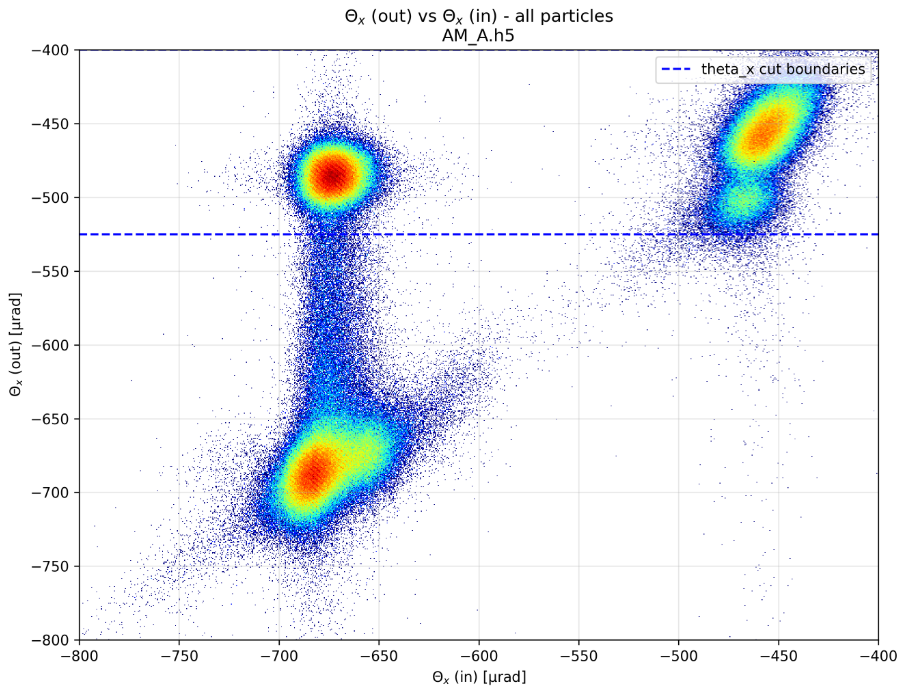 Θx (out) vs Θx (in) - all particles
AM_A.h5
theta_x cut boundaries
Θx (out) [μrad]
−400
−450
−500
−550
−600
−650
−700
−750
−800
−800 −750 −700 −650 −600 −550 −500 −450 −400
Θx (in) [μrad]